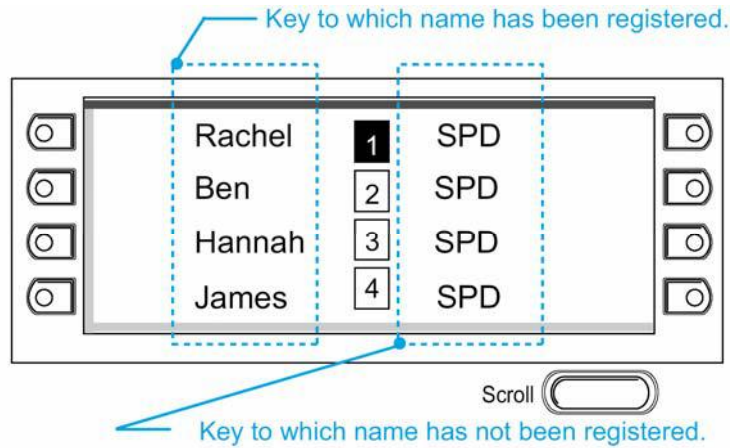 Key to which name has been registered.
Rachel 1 SPD
Ben 2 SPD
Hannah 3 SPD
James 4 SPD
Scroll
Key to which name has not been registered.